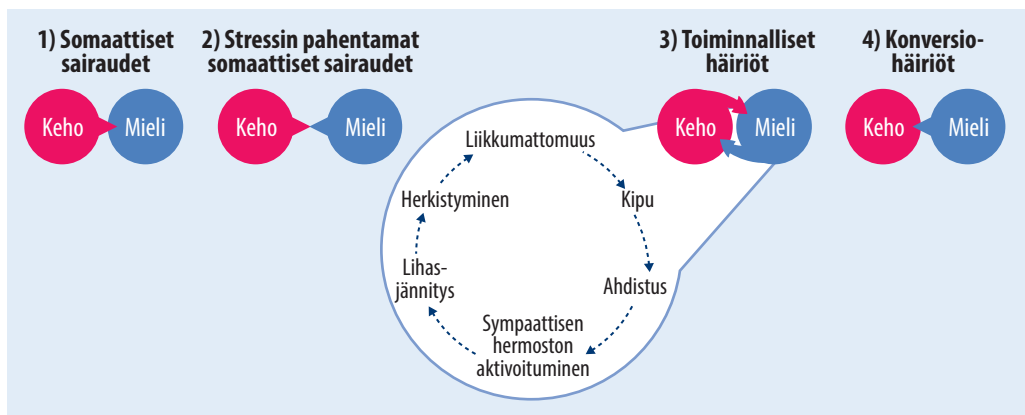 1) Somaattiset
sairaudet
Keho
Mieli
2) Stressin pahentamat
somaattiset sairaudet
Keho
Mieli
3) Toiminnalliset
häiriöt
Keho
Mieli
4) Konversio-
häiriöt
Keho
Mieli
Liikkumattomuus
Kipu
Ahdistus
Sympaattisen
hermoston
aktivoituminen
Lihas-
jännitys
Herkistyminen